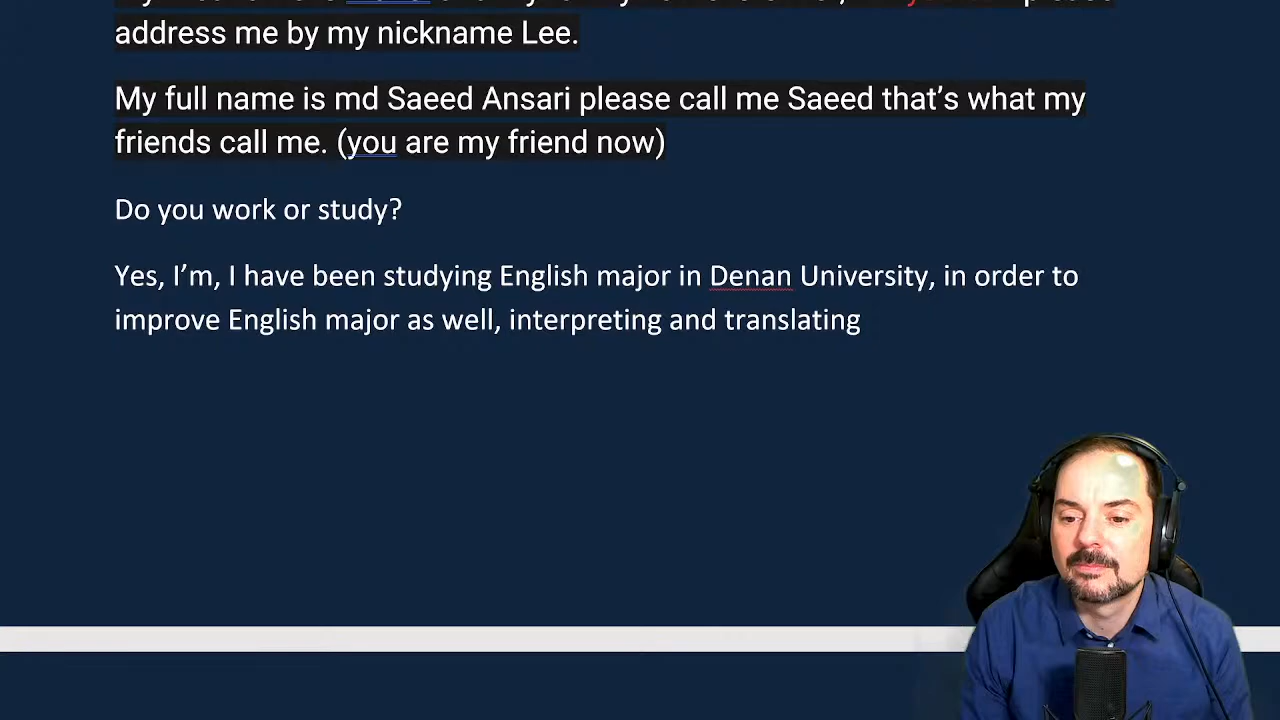 address me by my nickname Lee.
My full name is md Saeed Ansari please call me Saeed that’s what my
friends call me. (you are my friend now)
Do you work or study?
Yes, I’m, I have been studying English major in Denan University, in order to
improve English major as well, interpreting and translating